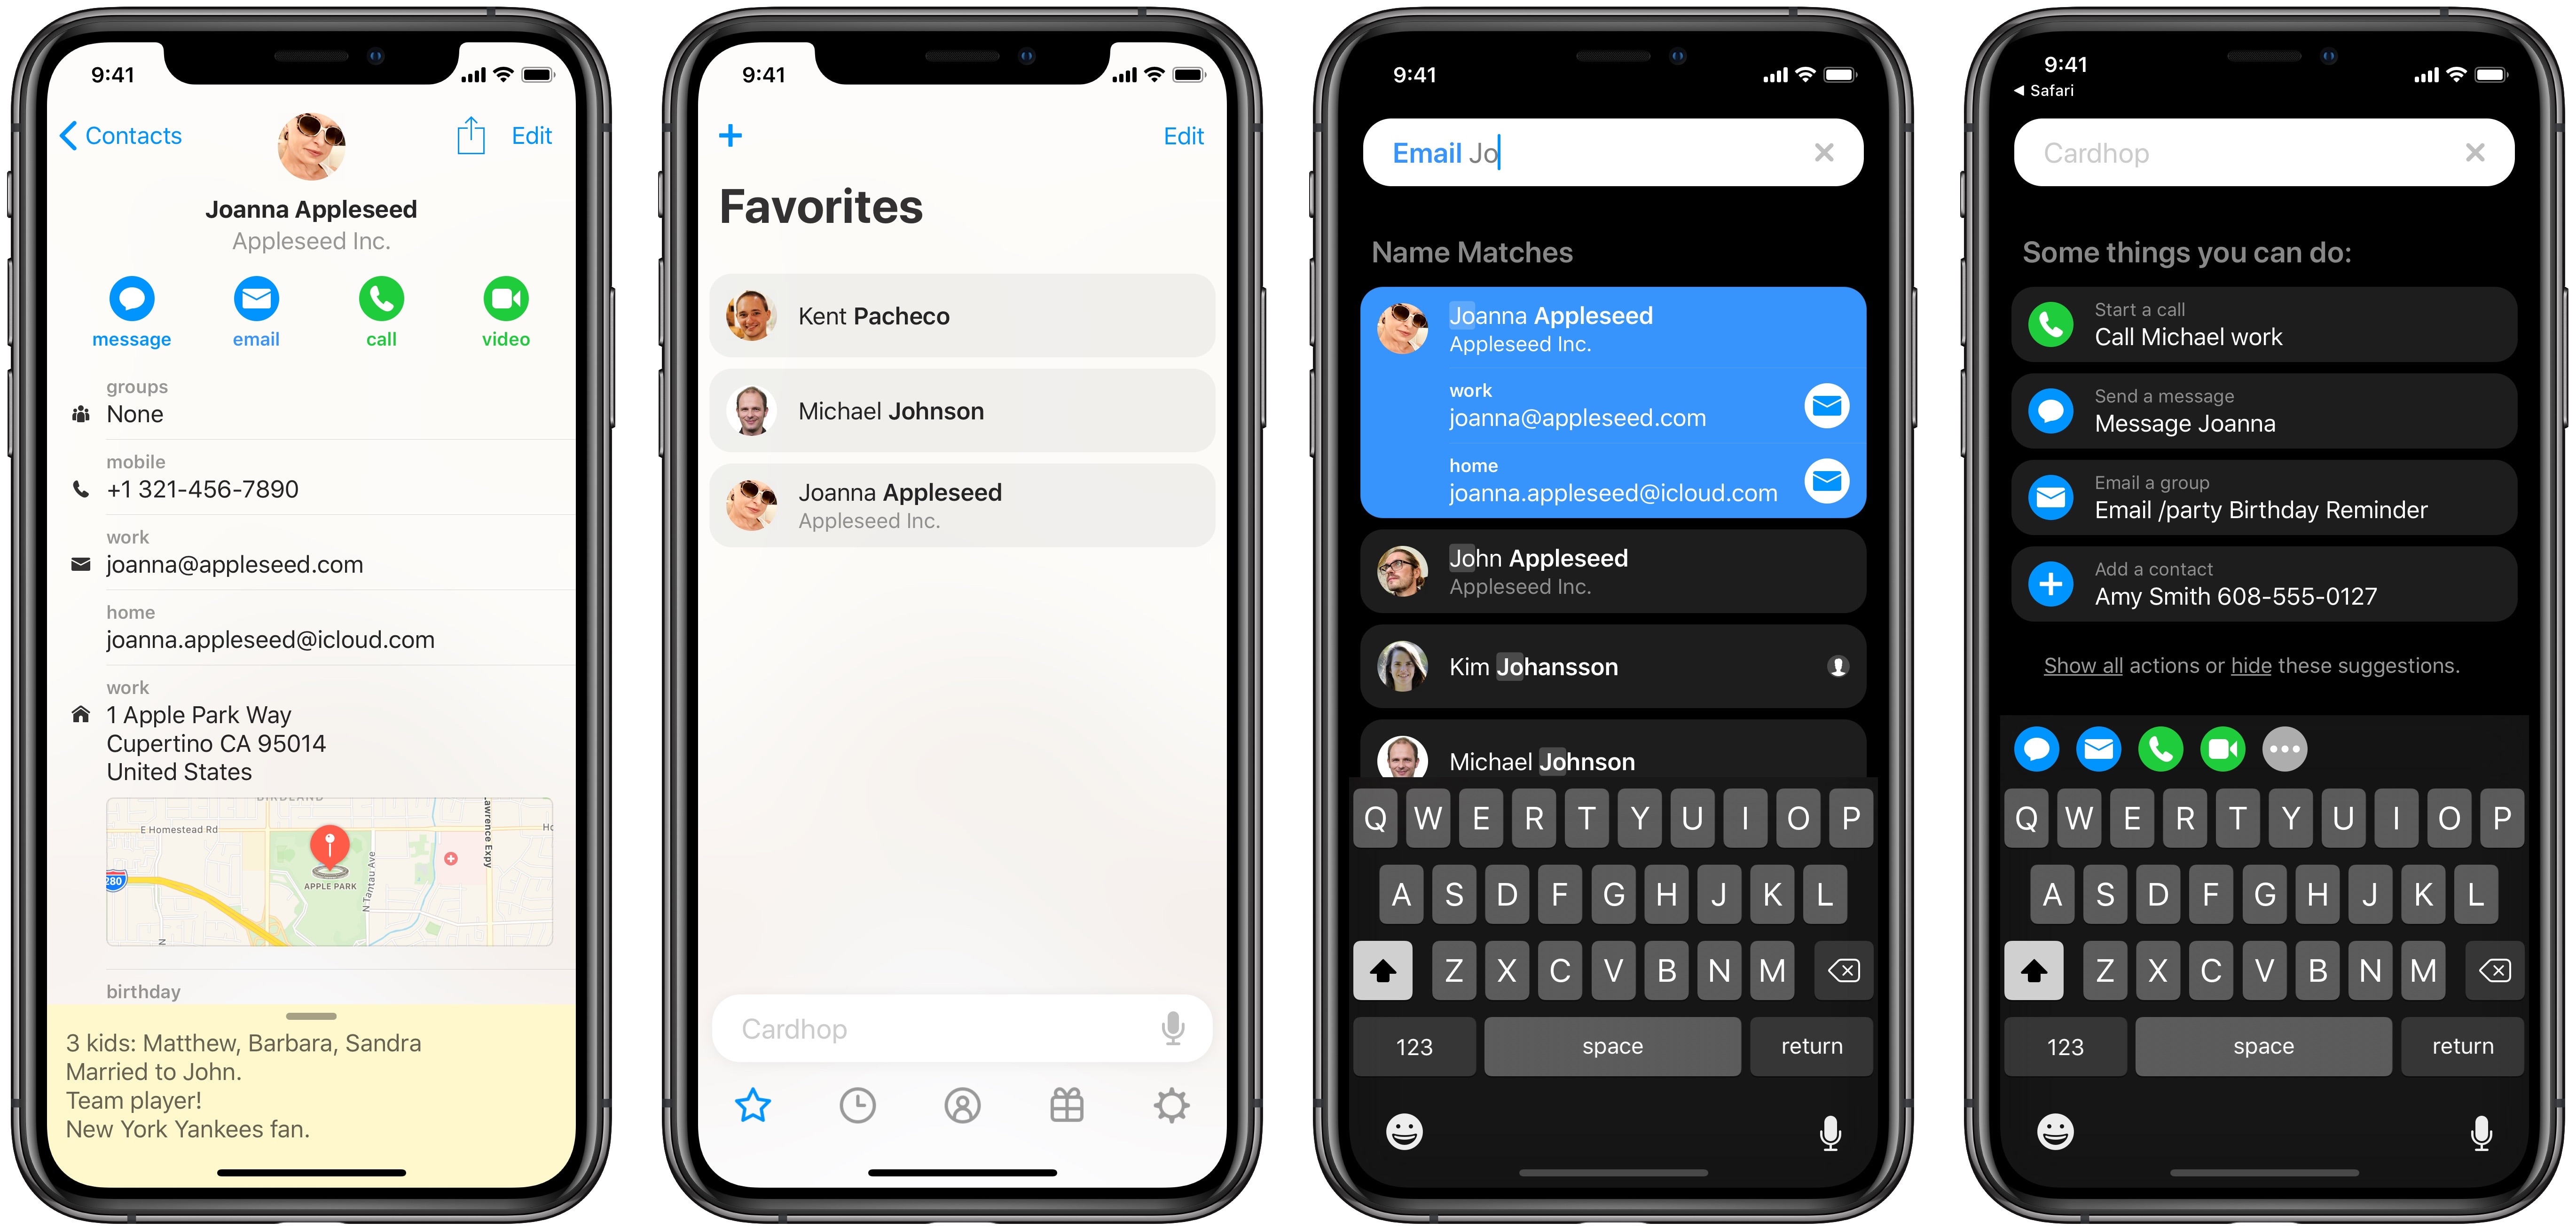 9:41
Contacts
Edit
Joanna Appleseed
Appleseed Inc.
message
email
call
video
groups
None
mobile
+1 321-456-7890
work
joanna@appleseed.com
home
joanna.appleseed@icloud.com
work
1 Apple Park Way
Cupertino CA 95014
United States
BIRDLAND
E Homestead Rd
Ho
awrence Expy
N Tantau Ave
APPLE PARK
280
N
birthday
3 kids: Matthew, Barbara, Sandra
Married to John.
Team player!
New York Yankees fan.
9:41
+
Edit
Favorites
Kent Pacheco
Michael Johnson
Joanna Appleseed
Appleseed Inc.
Cardhop
9:41
Email Jo
Name Matches
Joanna Appleseed
Appleseed Inc.
work
joanna@appleseed.com
home
joanna.appleseed@icloud.com
John Appleseed
Appleseed Inc.
Kim Johansson
Michael Johnson
Q W E R T Y U I O P
A S D F G H J K L
Z X C V B N M
123 space return
9:41
◀ Safari
Cardhop
Some things you can do:
Start a call
Call Michael work
Send a message
Message Joanna
Email a group
Email /party Birthday Reminder
Add a contact
Amy Smith 608-555-0127
Show all actions or hide these suggestions.
Q W E R T Y U I O P
A S D F G H J K L
Z X C V B N M
123 space return